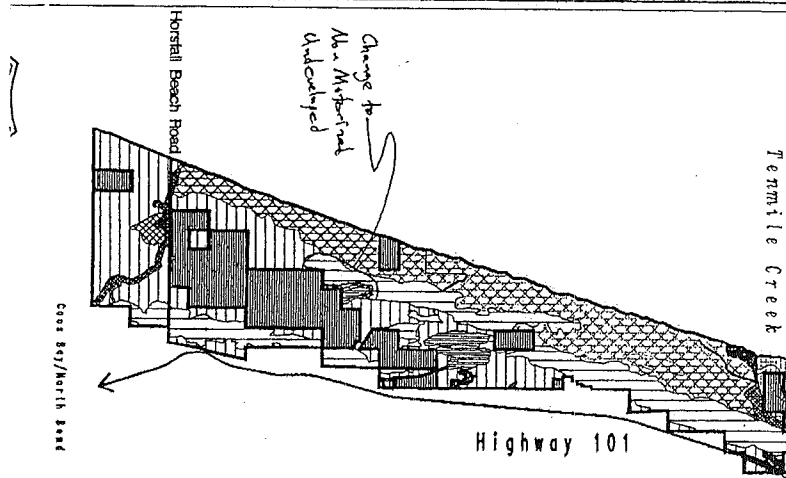 Horsfall Beach Road
Change to
Non Motorized
Undeveloped
Tenmile Creek
Coos Bay/North Bend
Highway 101